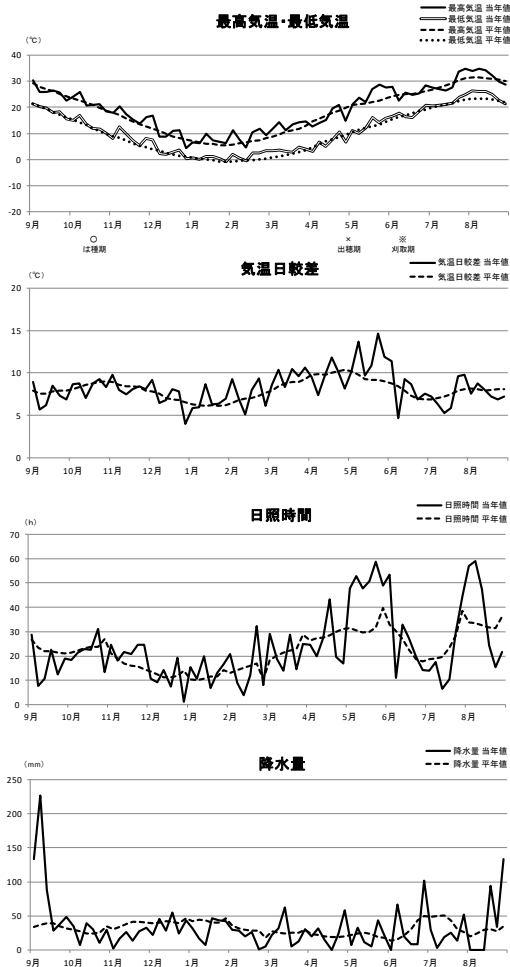 最高気温・最低気温
最高気温 当年値
最低気温 当年値
最高気温 平年値
最低気温 平年値
（℃）
40
30
20
10
0
-10
-20
9月 10月 11月 12月 1月 2月 3月 4月 5月 6月 7月 8月
○ × ※
は種期 出穂期 刈取期
気温日較差
気温日較差 当年値
気温日較差 平年値
（℃）
20
15
10
5
0
9月 10月 11月 12月 1月 2月 3月 4月 5月 6月 7月 8月
日照時間
日照時間 当年値
日照時間 平年値
（h）
70
60
50
40
30
20
10
0
9月 10月 11月 12月 1月 2月 3月 4月 5月 6月 7月 8月
降水量
降水量 当年値
降水量 平年値
（mm）
250
200
150
100
50
0
9月 10月 11月 12月 1月 2月 3月 4月 5月 6月 7月 8月